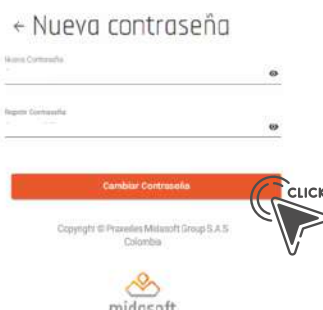 ← Nueva contraseña
Nueva Contraseña
Repetir Contraseña
Cambiar Contraseña
CLICK
Copyright © Praxedes Midasoft Group S.A.S
Colombia
midasoft